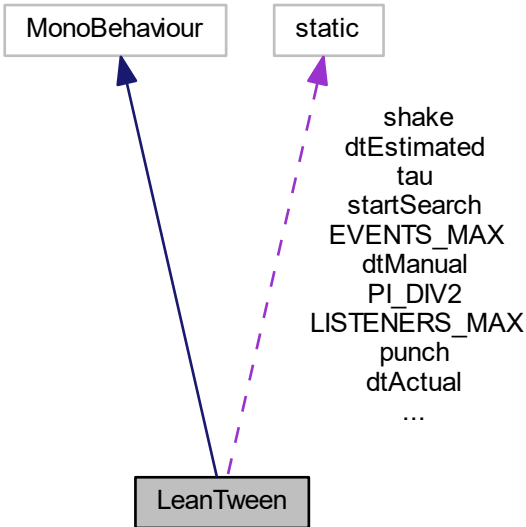 MonoBehaviour
static
shake
dtEstimated
tau
startSearch
EVENTS_MAX
dtManual
PI_DIV2
LISTENERS_MAX
punch
dtActual
...
LeanTween